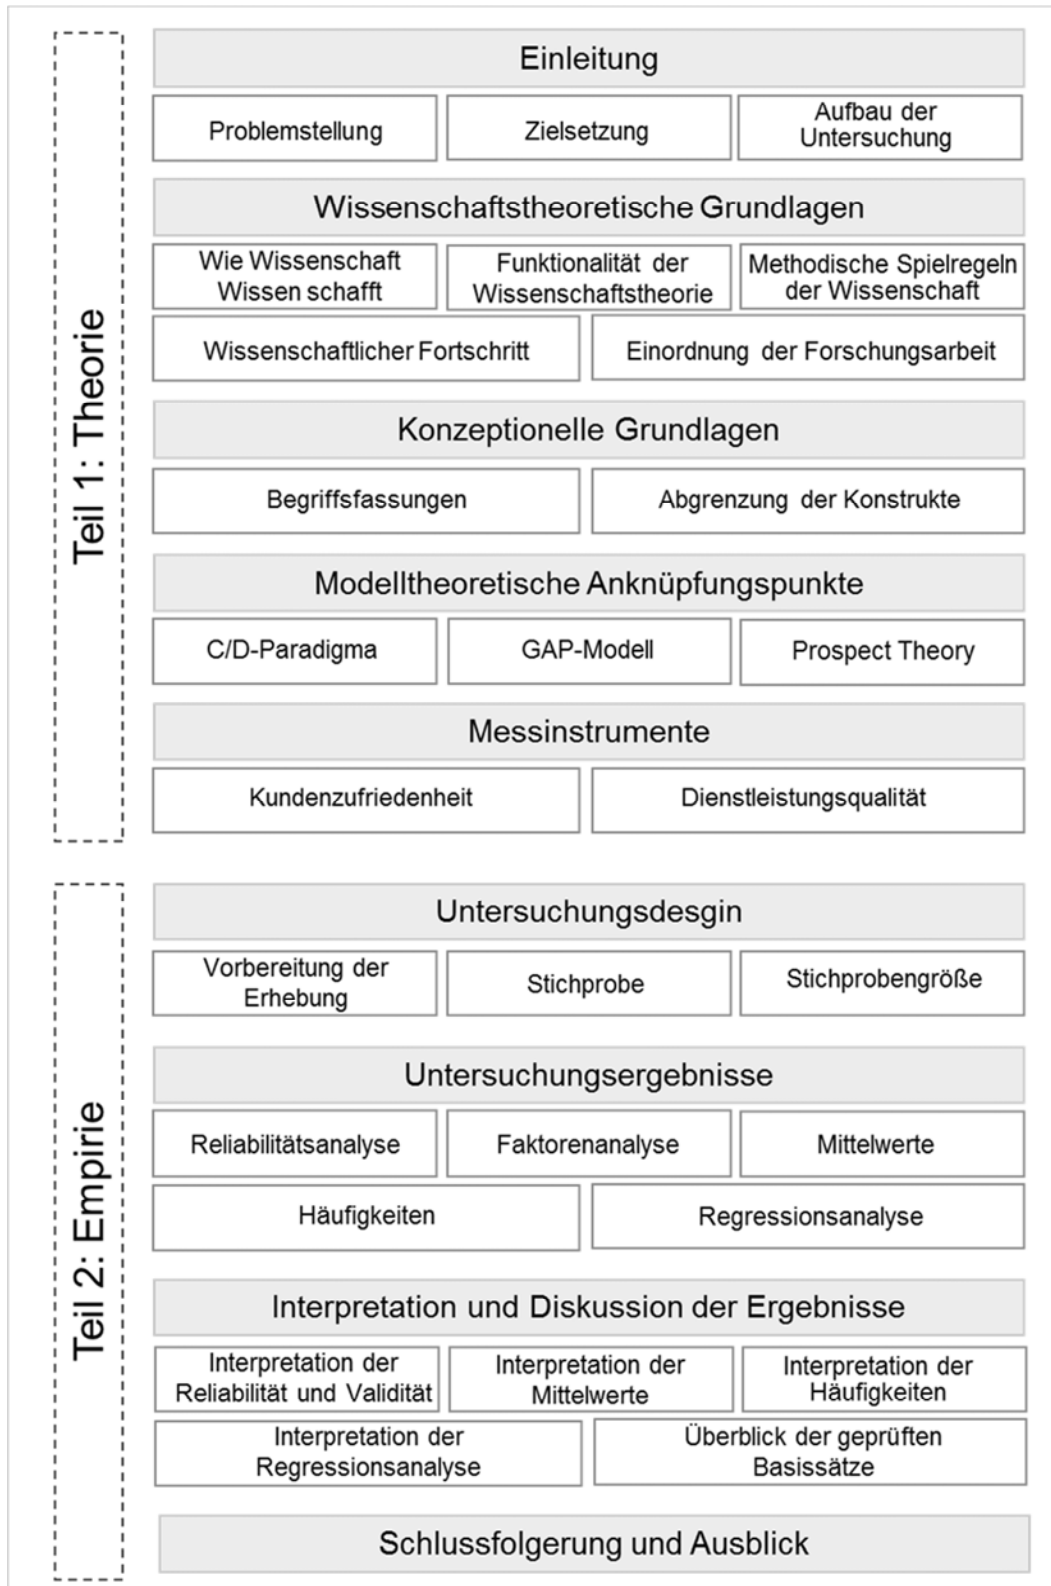 Teil 1: Theorie
Einleitung
Problemstellung
Zielsetzung
Aufbau der
Untersuchung
Wissenschaftstheoretische Grundlagen
Wie Wissenschaft
Wissen schafft
Funktionalität der
Wissenschaftstheorie
Methodische Spielregeln
der Wissenschaft
Wissenschaftlicher Fortschritt
Einordnung der Forschungsarbeit
Konzeptionelle Grundlagen
Begriffsfassungen
Abgrenzung der Konstrukte
Modelltheoretische Anknüpfungspunkte
C/D-Paradigma
GAP-Modell
Prospect Theory
Messinstrumente
Kundenzufriedenheit
Dienstleistungsqualität
Teil 2: Empirie
Untersuchungsdesgin
Vorbereitung der
Erhebung
Stichprobe
Stichprobengröße
Untersuchungsergebnisse
Reliabilitätsanalyse
Faktorenanalyse
Mittelwerte
Häufigkeiten
Regressionsanalyse
Interpretation und Diskussion der Ergebnisse
Interpretation der
Reliabilität und Validität
Interpretation der
Mittelwerte
Interpretation der
Häufigkeiten
Interpretation der
Regressionsanalyse
Überblick der geprüften
Basissätze
Schlussfolgerung und Ausblick